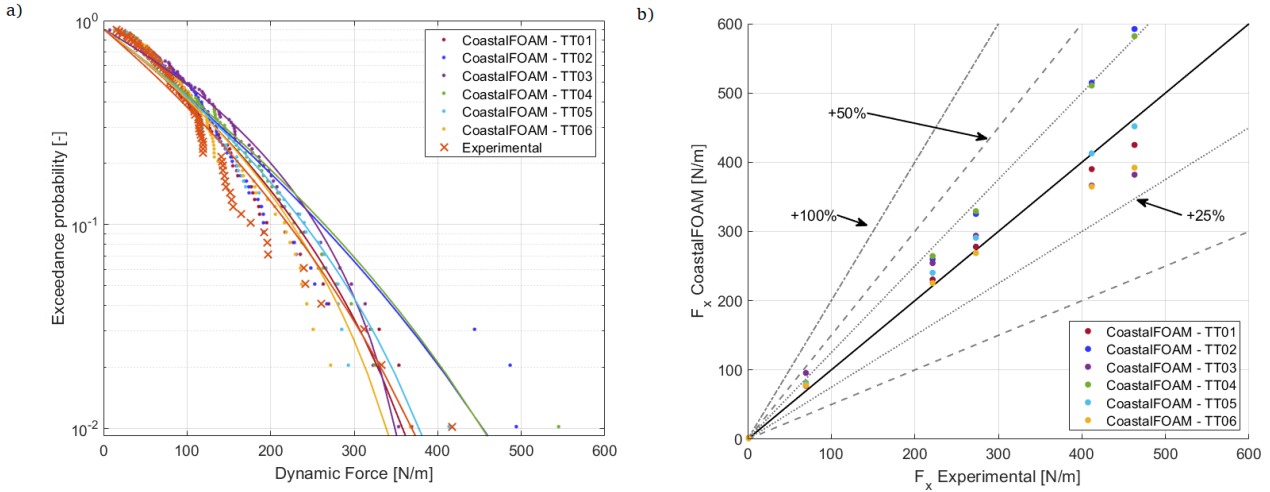 a)
10^0
10^-1
10^-2
Exceedance probability [-]
0
100
200
300
400
500
600
Dynamic Force [N/m]
CoastalFOAM - TT01
CoastalFOAM - TT02
CoastalFOAM - TT03
CoastalFOAM - TT04
CoastalFOAM - TT05
CoastalFOAM - TT06
Experimental
b)
600
500
400
300
200
100
0
F_x CoastalFOAM [N/m]
+50%
+100%
+25%
0
100
200
300
400
500
600
F_x Experimental [N/m]
CoastalFOAM - TT01
CoastalFOAM - TT02
CoastalFOAM - TT03
CoastalFOAM - TT04
CoastalFOAM - TT05
CoastalFOAM - TT06